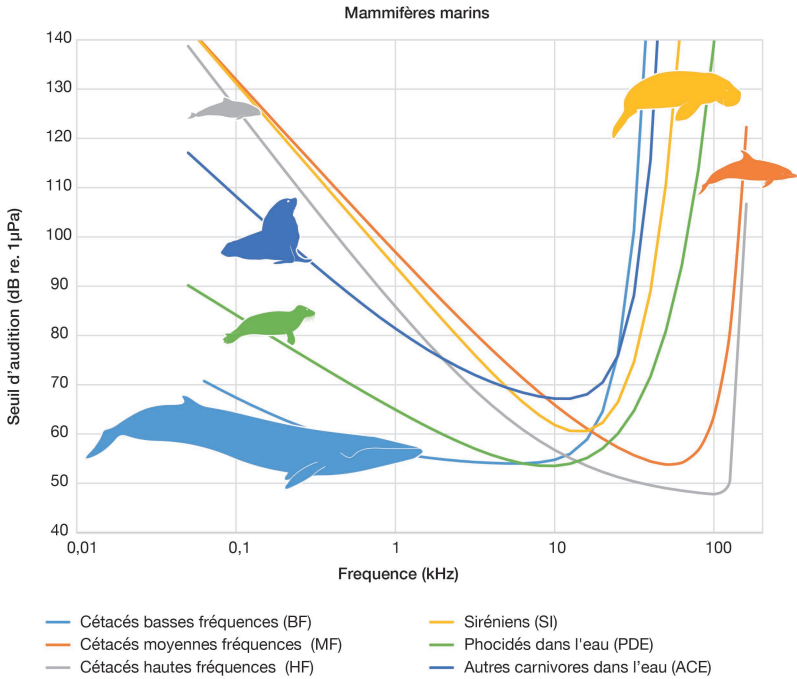 Mammifères marins
140
130
120
110
100
90
80
70
60
50
40
Seuil d'audition (dB re. 1µPa)
0,01
0,1
1
10
100
Frequence (kHz)
Cétacés basses fréquences (BF)
Cétacés moyennes fréquences (MF)
Cétacés hautes fréquences (HF)
Siréniens (SI)
Phocidés dans l'eau (PDE)
Autres carnivores dans l'eau (ACE)